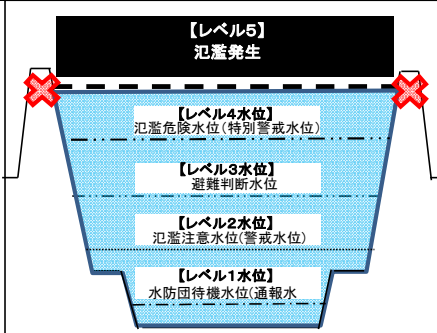 【レベル5】
氾濫発生
【レベル4水位】
氾濫危険水位(特別警戒水位)
【レベル3水位】
避難判断水位
【レベル2水位】
氾濫注意水位(警戒水位)
【レベル1水位】
水防団待機水位(通報水